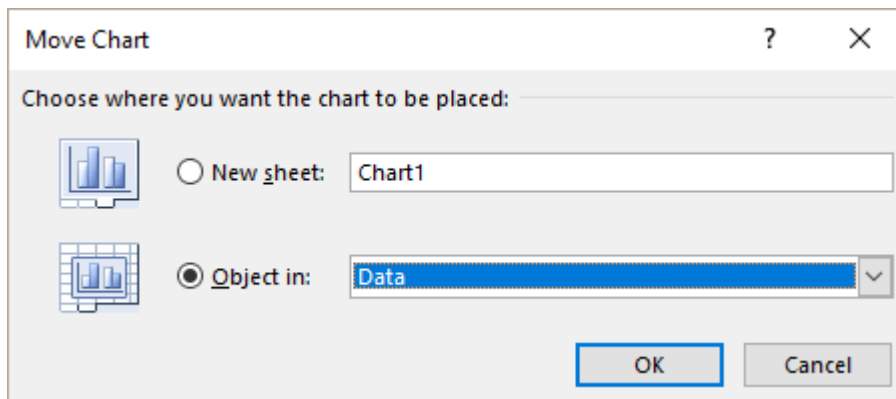 Move Chart ?
Choose where you want the chart to be placed:
New sheet: Chart1
Object in: Data
OK Cancel